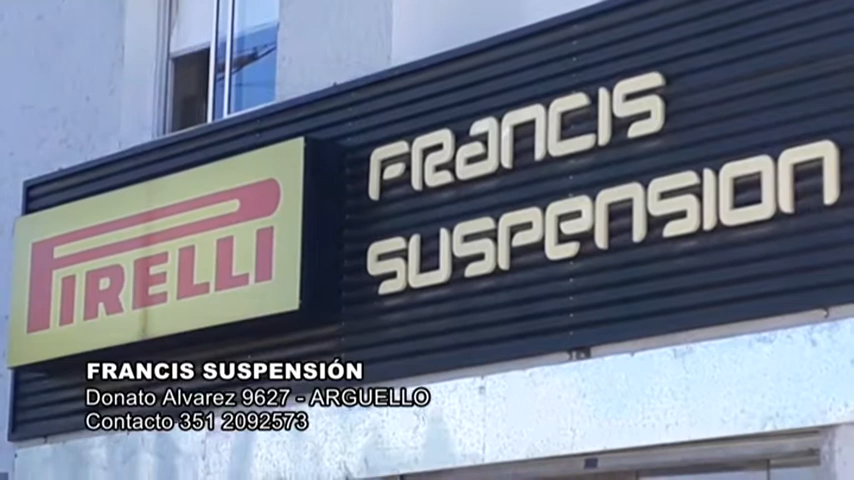 PIRELLI
FRANCIS
SUSPENSION
FRANCIS SUSPENSIÓN
Donato Alvarez 9627 - ARGUELLO
Contacto 351 2092573